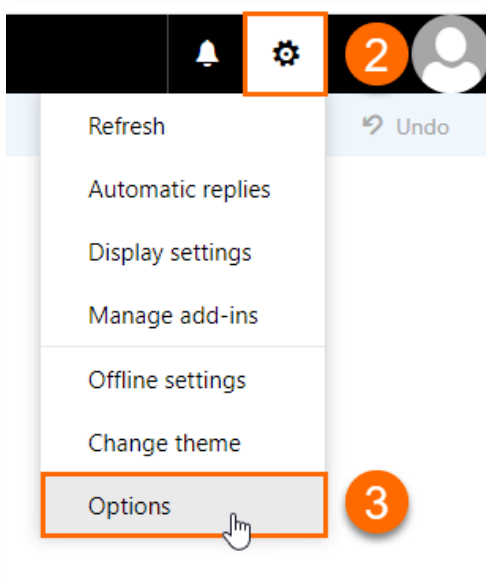 2
Refresh
Undo
Automatic replies
Display settings
Manage add-ins
Offline settings
Change theme
Options
3